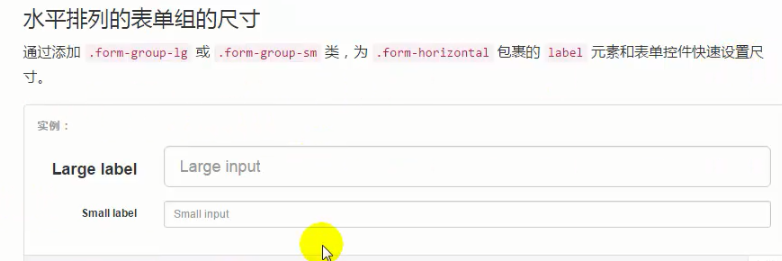 水平排列的表单组的尺寸
通过添加 .form-group-lg 或 .form-group-sm 类，为 .form-horizontal 包裹的 label 元素和表单控件快速设置尺
寸。
实例：
Large label Large input
Small label Small input